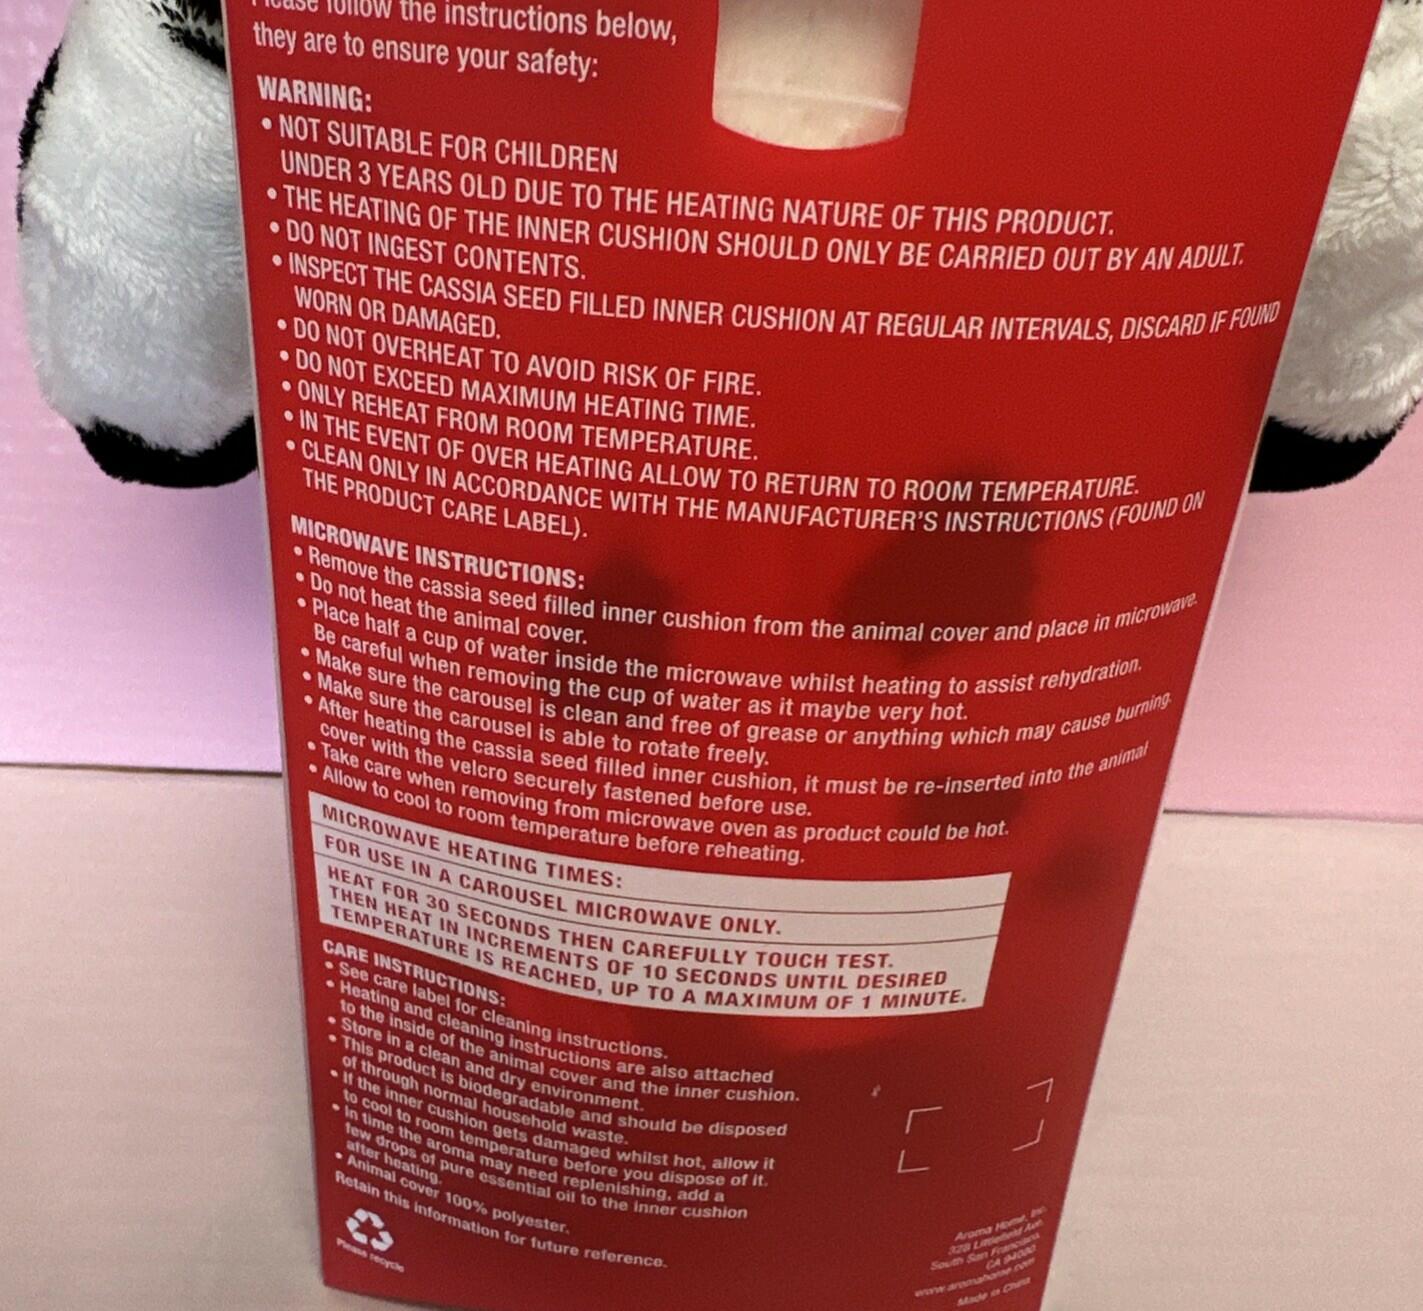 Please follow the instructions below,
they are to ensure your safety:
WARNING:
• NOT SUITABLE FOR CHILDREN
UNDER 3 YEARS OLD DUE TO THE HEATING NATURE OF THIS PRODUCT.
• THE HEATING OF THE INNER CUSHION SHOULD ONLY BE CARRIED OUT BY AN ADULT.
• DO NOT INGEST CONTENTS.
• INSPECT THE CASSIA SEED FILLED INNER CUSHION AT REGULAR INTERVALS, DISCARD IF FOUND
WORN OR DAMAGED.
• DO NOT OVERHEAT TO AVOID RISK OF FIRE.
• DO NOT EXCEED MAXIMUM HEATING TIME.
• ONLY REHEAT FROM ROOM TEMPERATURE.
• IN THE EVENT OF OVER HEATING ALLOW TO RETURN TO ROOM TEMPERATURE.
• CLEAN ONLY IN ACCORDANCE WITH THE MANUFACTURER'S INSTRUCTIONS (FOUND ON
THE PRODUCT CARE LABEL).
MICROWAVE INSTRUCTIONS:
• Remove the cassia seed filled inner cushion from the animal cover and place in microwave.
• Do not heat the animal cover.
• Place half a cup of water inside the microwave whilst heating to assist rehydration.
Be careful when removing the cup of water as it maybe very hot.
• Make sure the carousel is clean and free of grease or anything which may cause burning.
• Make sure the carousel is able to rotate freely.
• After heating the cassia seed filled inner cushion, it must be re-inserted into the animal
cover with the velcro securely fastened before use.
• Take care when removing from microwave oven as product could be hot.
• Allow to cool to room temperature before reheating.
MICROWAVE HEATING TIMES:
FOR USE IN A CAROUSEL MICROWAVE ONLY.
HEAT FOR 30 SECONDS THEN CAREFULLY TOUCH TEST.
THEN HEAT IN INCREMENTS OF 10 SECONDS UNTIL DESIRED
TEMPERATURE IS REACHED, UP TO A MAXIMUM OF 1 MINUTE.
CARE INSTRUCTIONS:
• See care label for cleaning instructions.
• Heating and cleaning instructions are also attached
to the inside of the animal cover and the inner cushion.
• Store in a clean and dry environment.
• This product is biodegradable and should be disposed
of through normal household waste.
• If the inner cushion gets damaged whilst hot, allow it
to cool to room temperature before you dispose of it.
• In time the aroma may need replenishing, add a
few drops of pure essential oil to the inner cushion
after heating.
• Animal cover 100% polyester.
Retain this information for future reference.
Please recycle
Aroma Home, Inc.
328 Littlefield Ave.
South San Francisco,
CA 94080
www.aromahome.com
Made in China